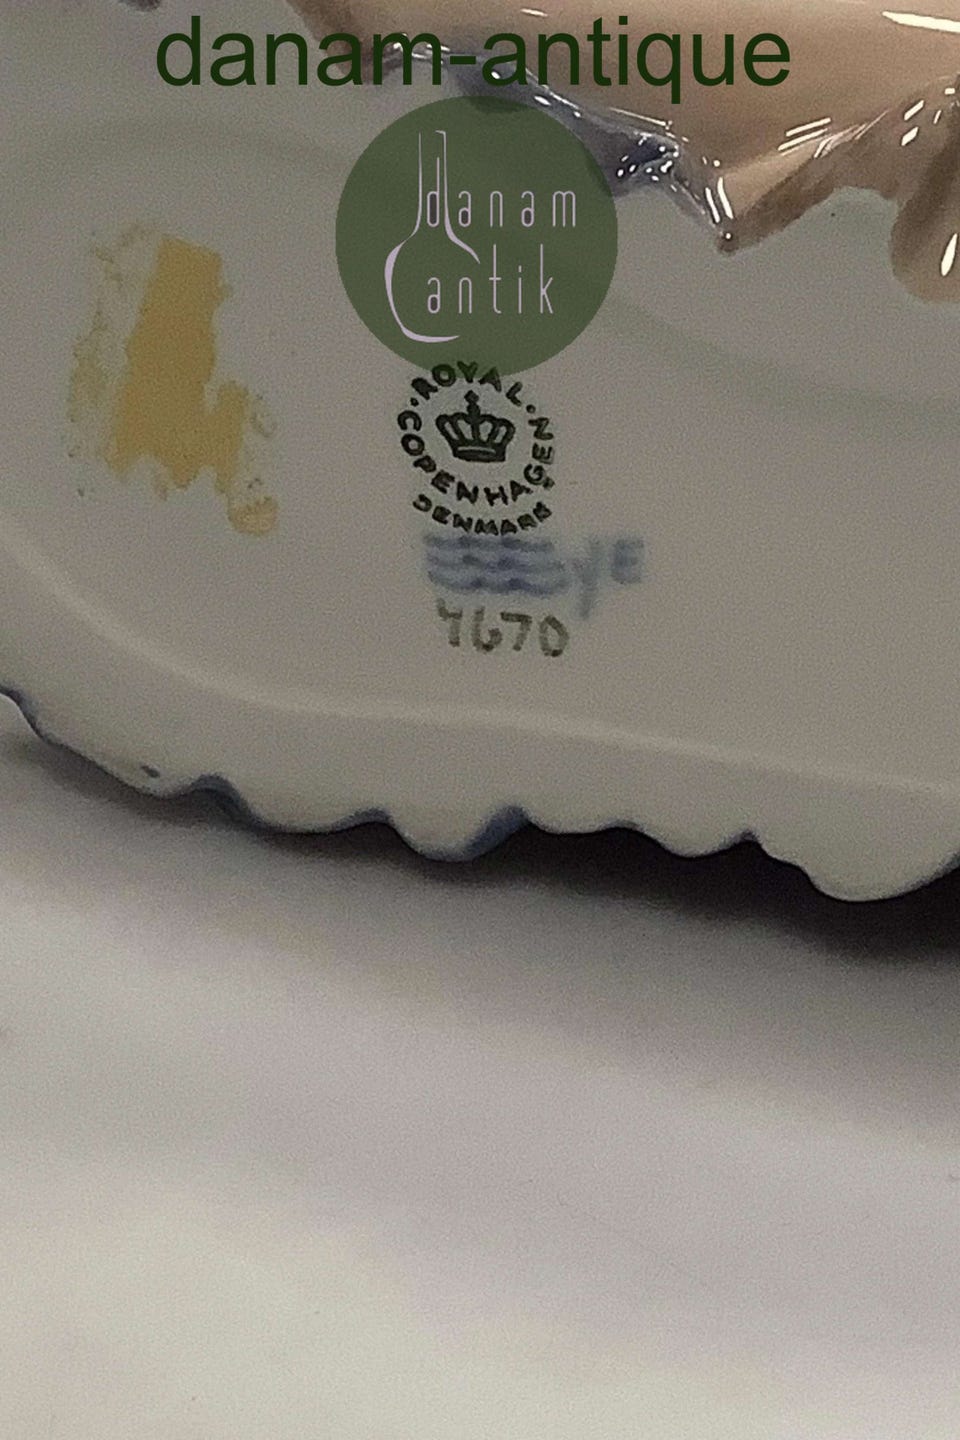 danam-antique
danam
antik
ROYAL
COPENHAGEN
DENMARK
4670